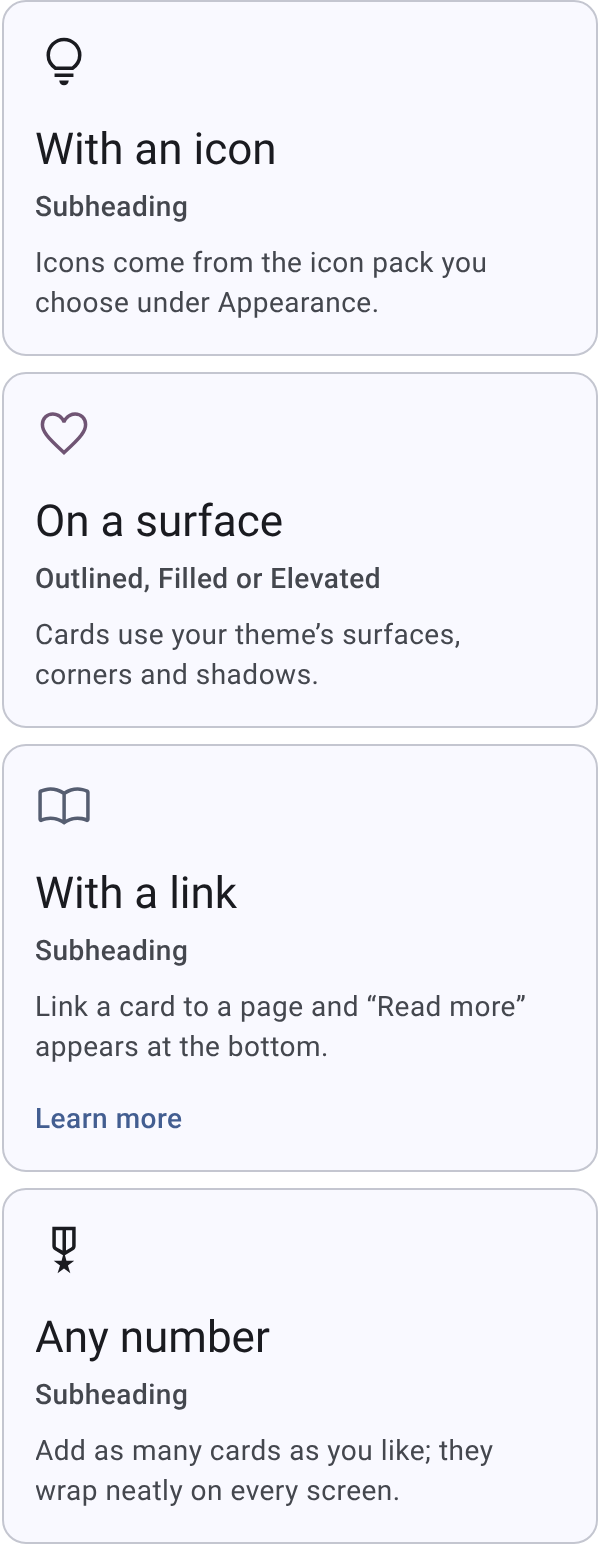 With an icon
Subheading
Icons come from the icon pack you
choose under Appearance.
On a surface
Outlined, Filled or Elevated
Cards use your theme’s surfaces,
corners and shadows.
With a link
Subheading
Link a card to a page and “Read more”
appears at the bottom.
Learn more
Any number
Subheading
Add as many cards as you like; they
wrap neatly on every screen.